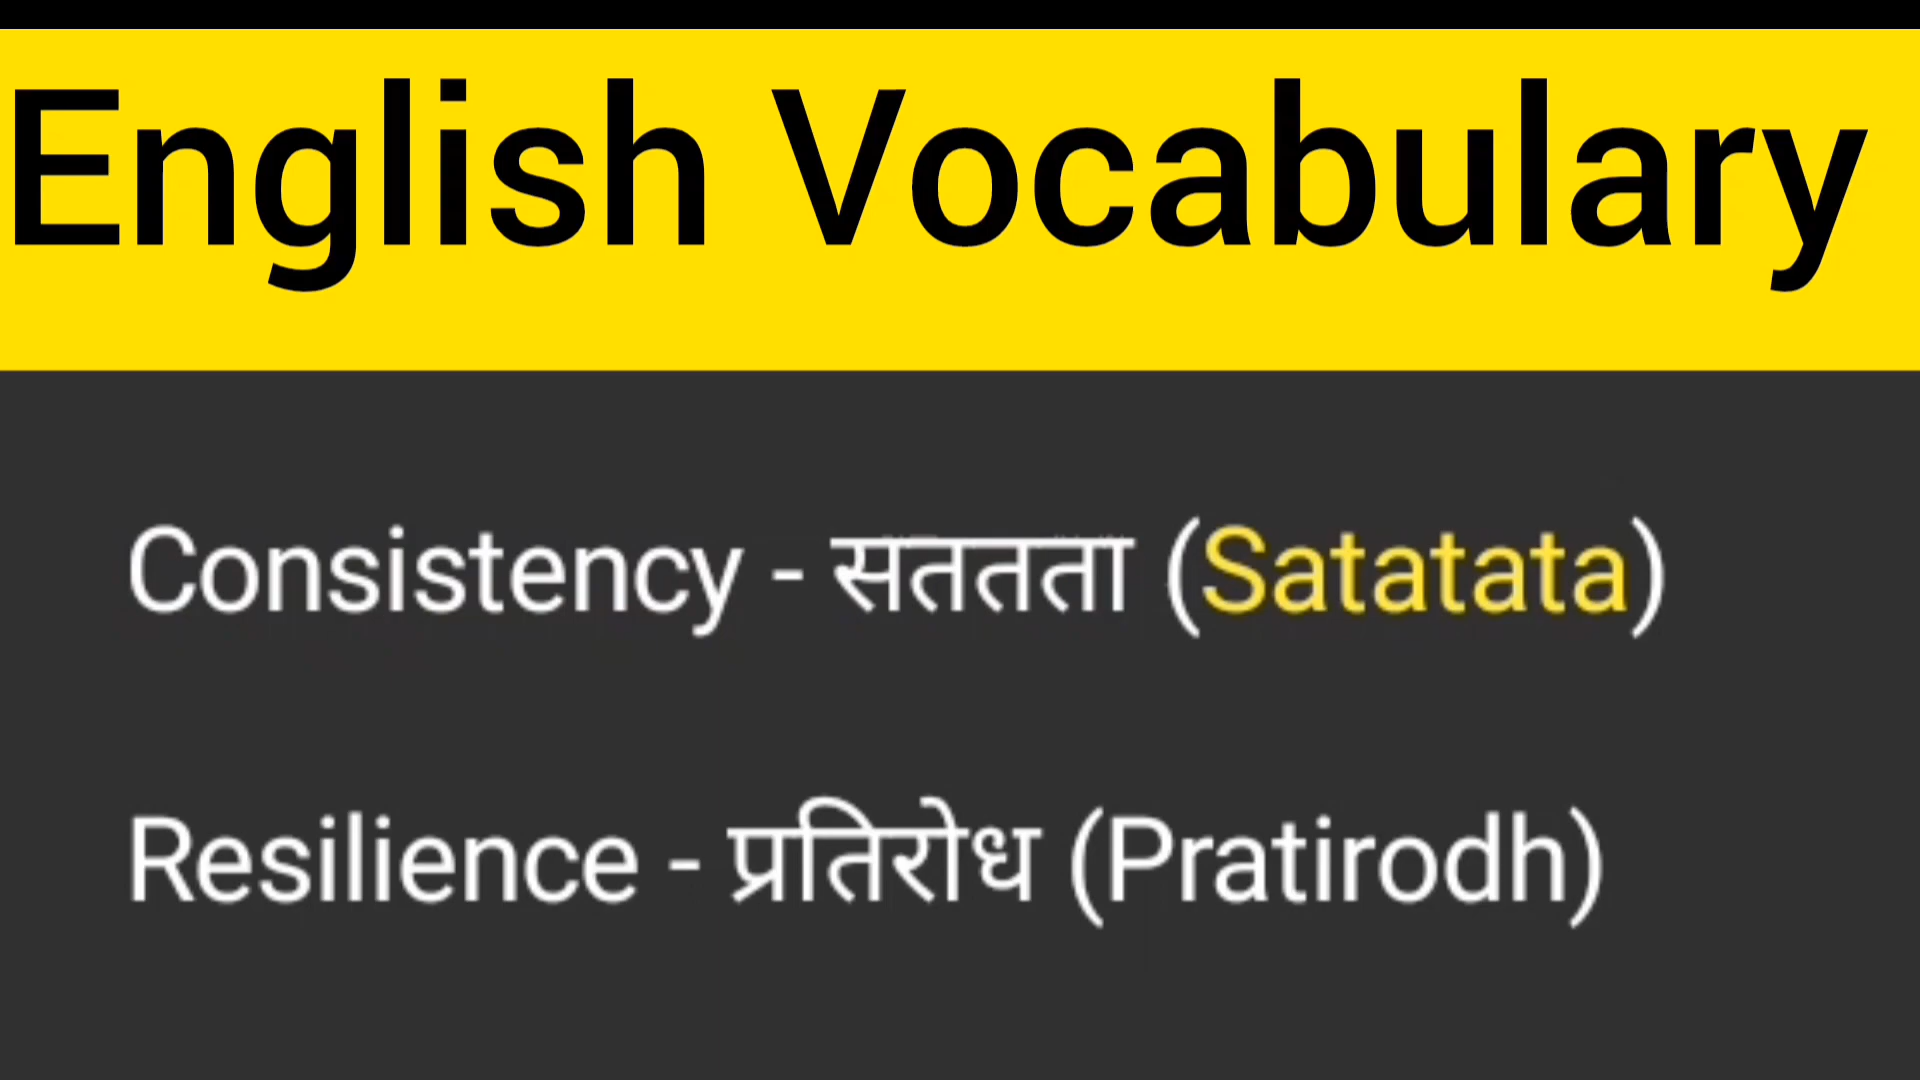 English Vocabulary
Consistency - सततता (Satatata)
Resilience - प्रतिरोध (Pratirodh)